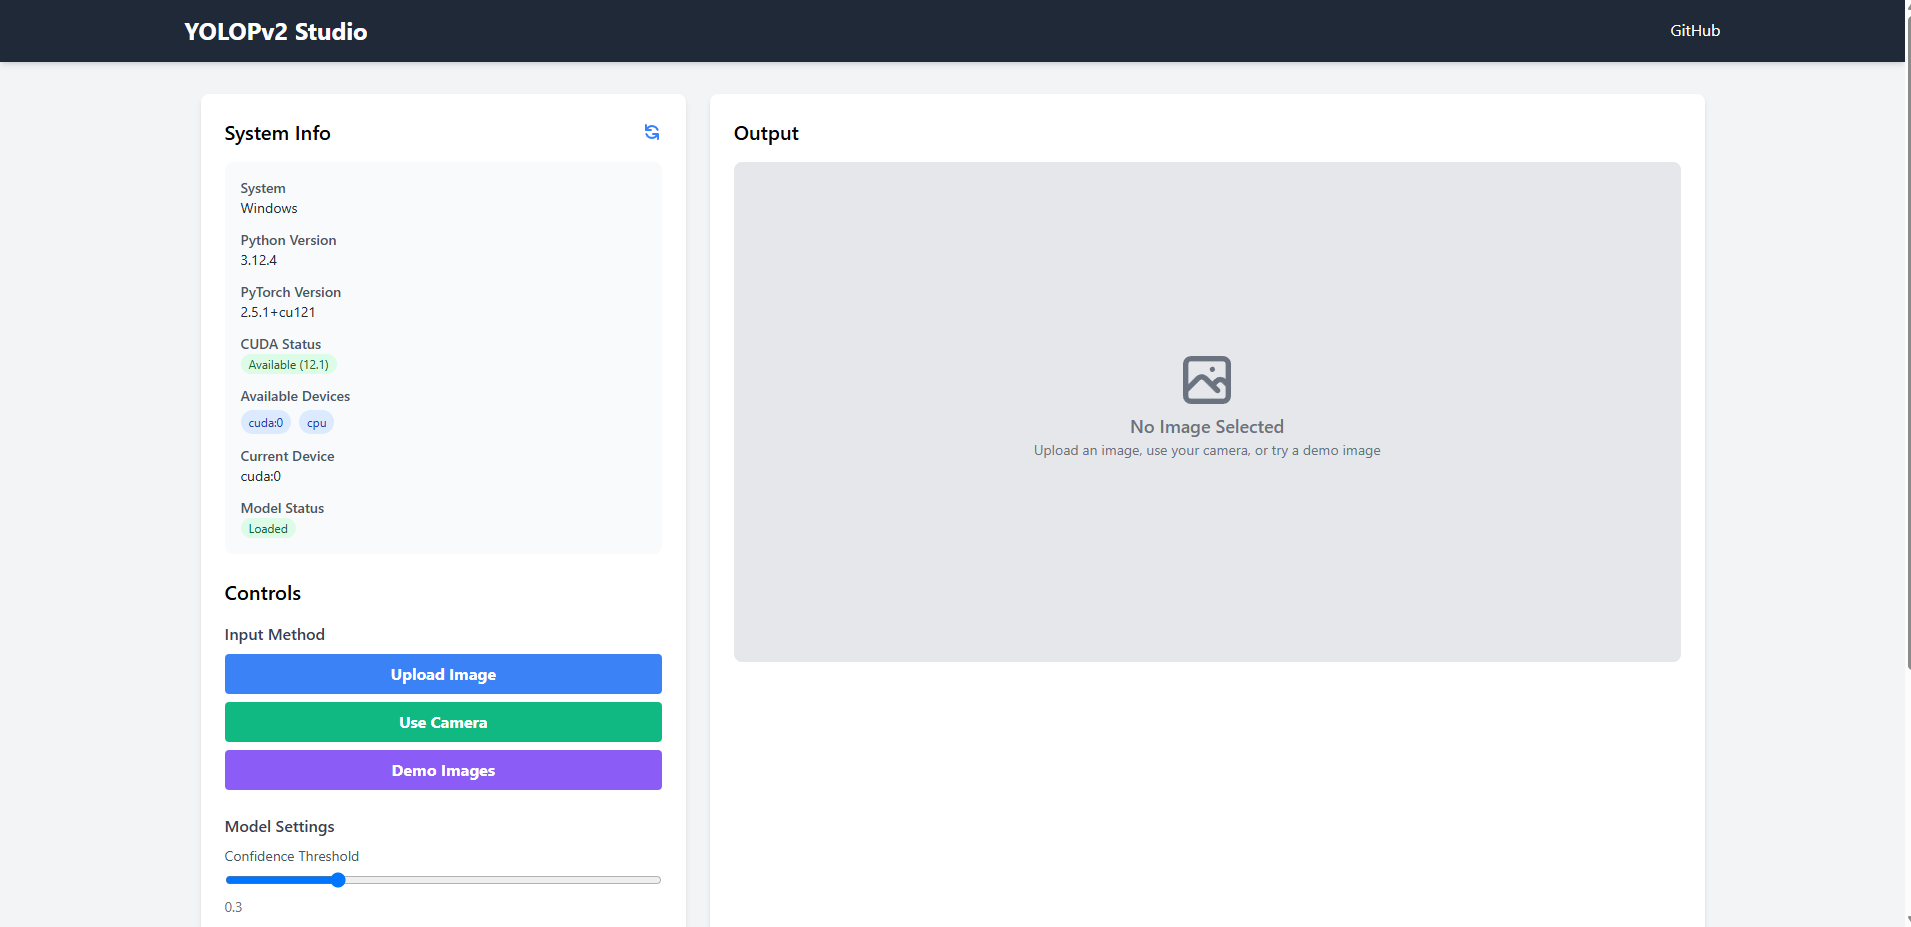 YOLOPv2 Studio
GitHub
System Info
System
Windows
Python Version
3.12.4
PyTorch Version
2.5.1+cu121
CUDA Status
Available (12.1)
Available Devices
cuda:0 cpu
Current Device
cuda:0
Model Status
Loaded
Controls
Input Method
Upload Image
Use Camera
Demo Images
Model Settings
Confidence Threshold
0.3
Output
No Image Selected
Upload an image, use your camera, or try a demo image